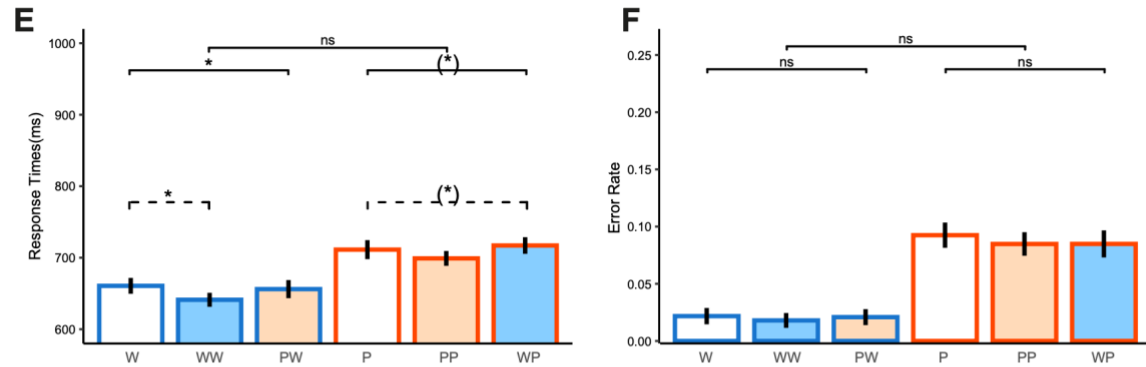 E
Response Times(ms)
1000
900
800
700
600
ns
*
(*)
*
(*)
W WW PW P PP WP
F
Error Rate
0.25
0.20
0.15
0.10
0.05
0.00
ns
ns
ns
W WW PW P PP WP